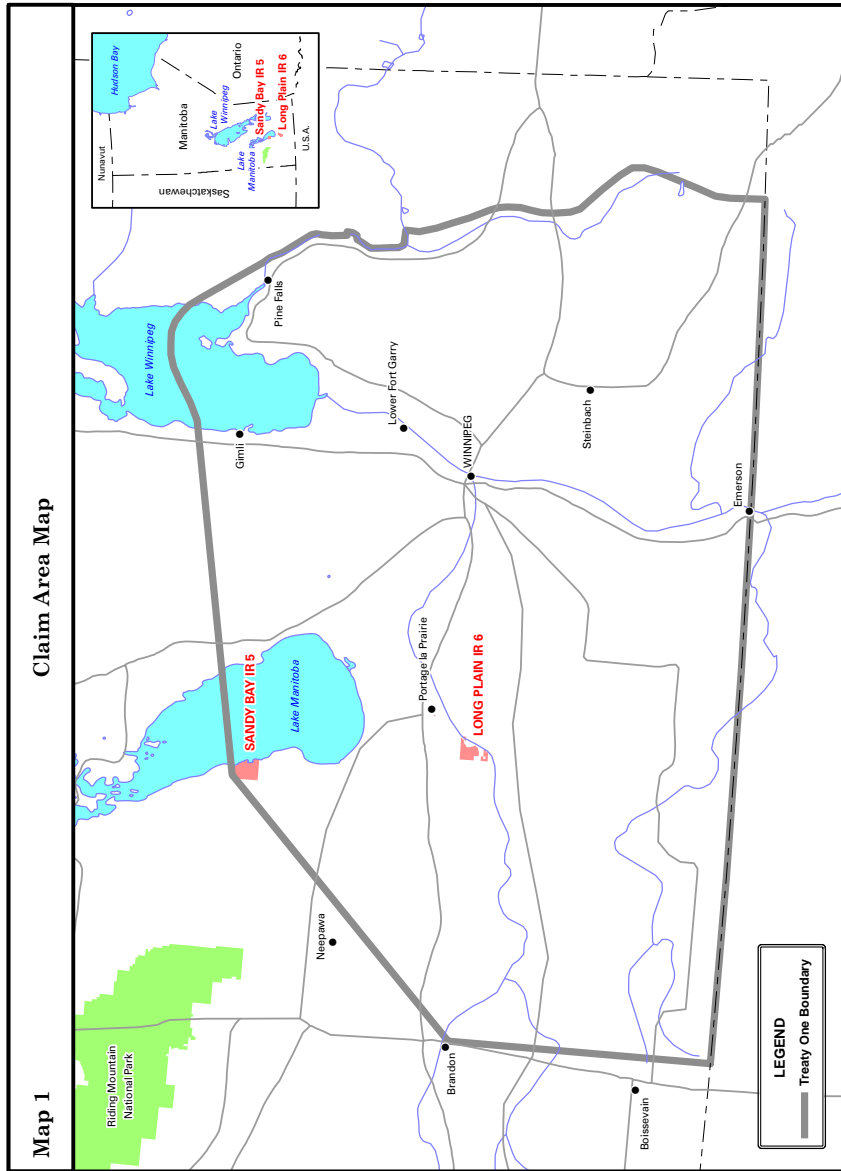 Map 1
Claim Area Map
Riding Mountain
National Park
Neepawa
Brandon
Boissevain
SANDY BAY IR 5
Lake Manitoba
Portage la Prairie
LONG PLAIN IR 6
Lake Winnipeg
Gimli
Pine Falls
Lower Fort Garry
WINNIPEG
Steinbach
Emerson
Nunavut
Hudson Bay
Saskatchewan
Manitoba
Ontario
Lake
Winnipeg
Lake
Manitoba
Sandy Bay IR 5
Long Plain IR 6
U.S.A.
LEGEND
Treaty One Boundary